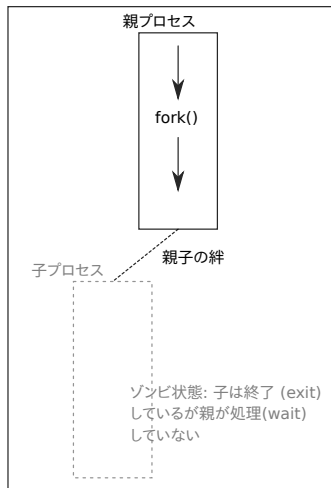 親プロセス
fork()
親子の絆
子プロセス
ゾンビ状態: 子は終了 (exit)
しているが親が処理(wait)
していない